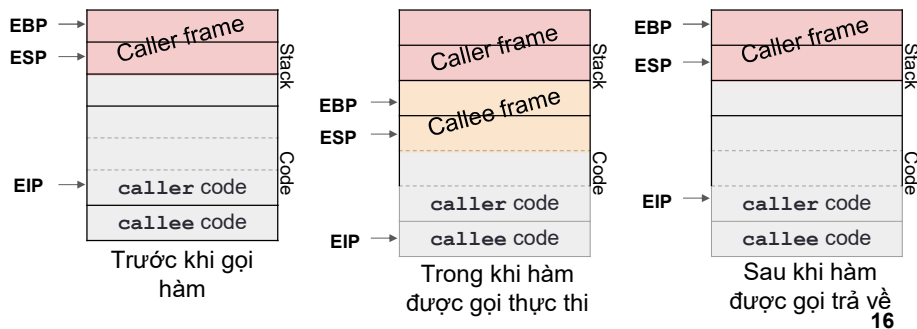 EBP
ESP
Caller frame
Stack
Code
EIP
caller code
callee code
Trước khi gọi
hàm
Caller frame
Stack
EBP
Callee frame
ESP
Code
caller code
EIP
callee code
Trong khi hàm
được gọi thực thi
EBP
Caller frame
ESP
Stack
Code
EIP
caller code
callee code
Sau khi hàm
được gọi trả về
16